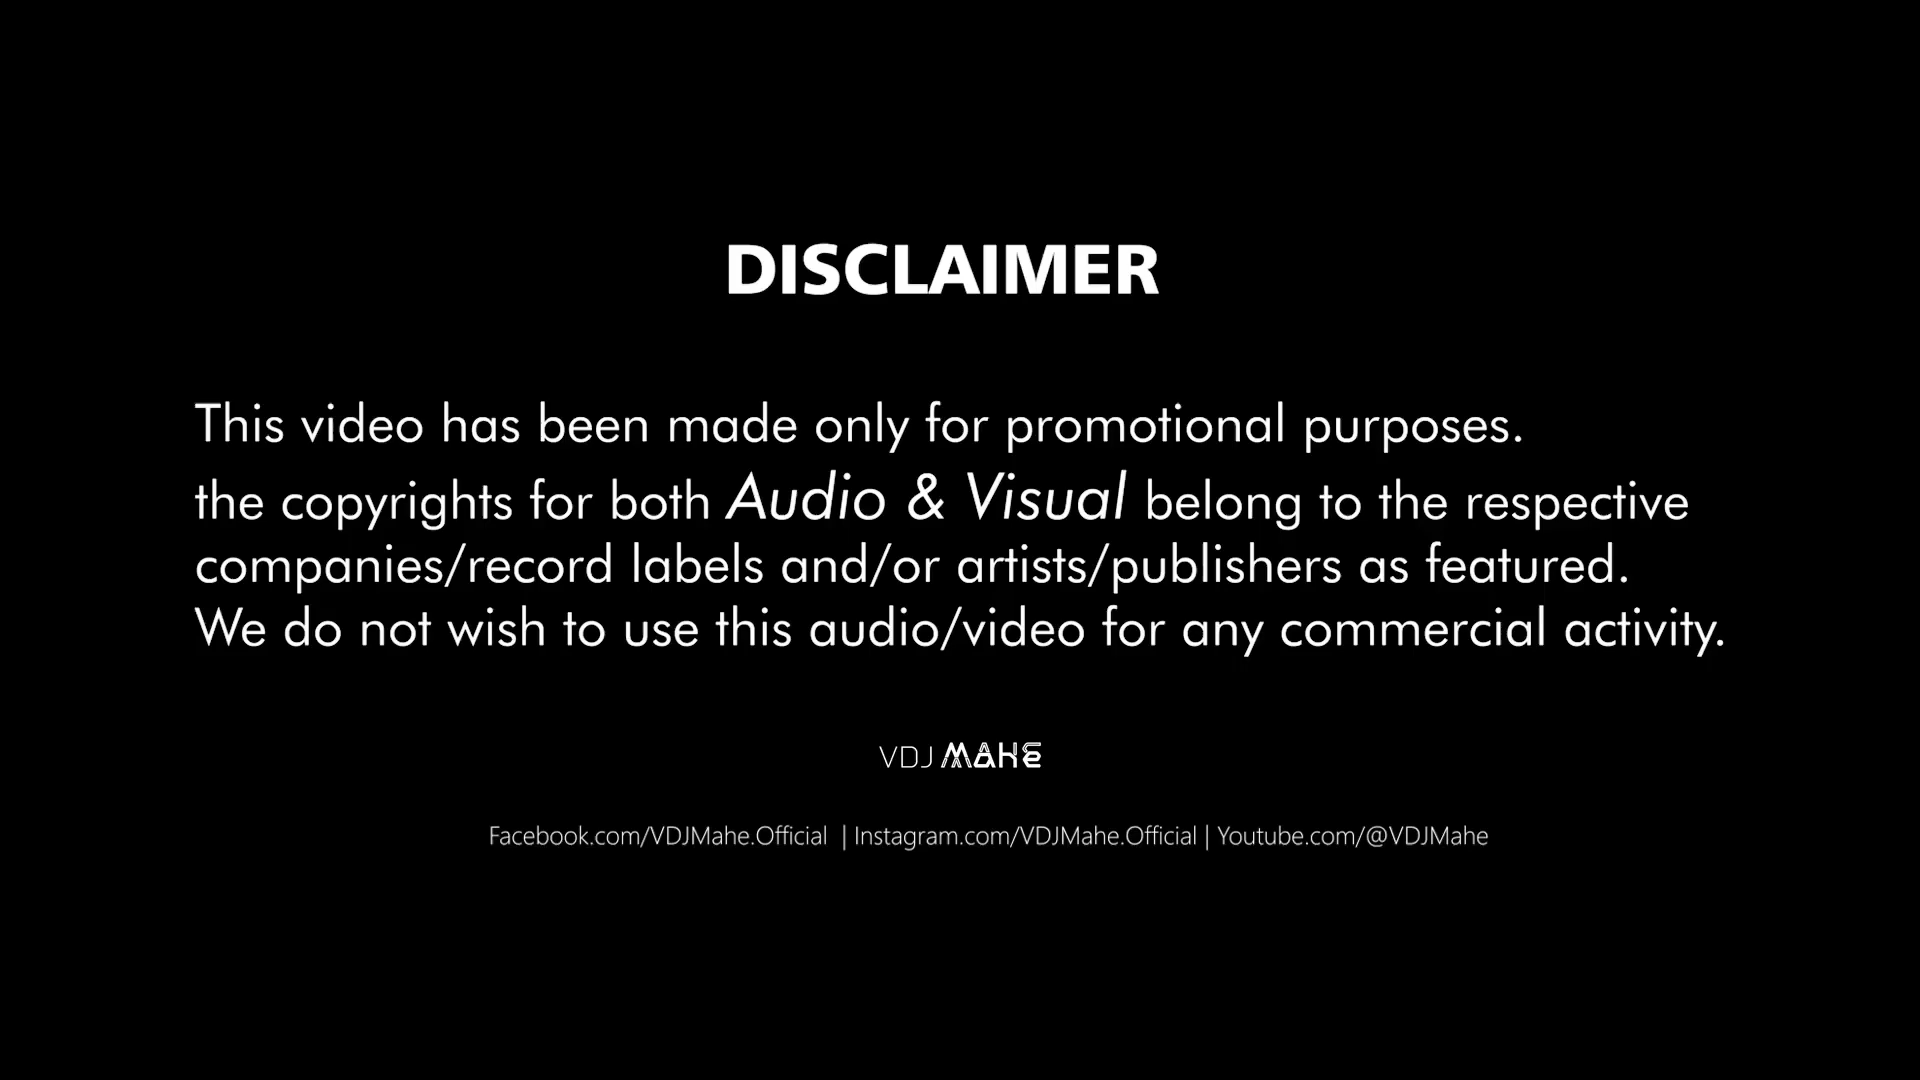 DISCLAIMER
This video has been made only for promotional purposes.
the copyrights for both Audio & Visual belong to the respective
companies/record labels and/or artists/publishers as featured.
We do not wish to use this audio/video for any commercial activity.
VDJ MAHE
Facebook.com/VDJMahe.Official | Instagram.com/VDJMahe.Official | Youtube.com/@VDJMahe